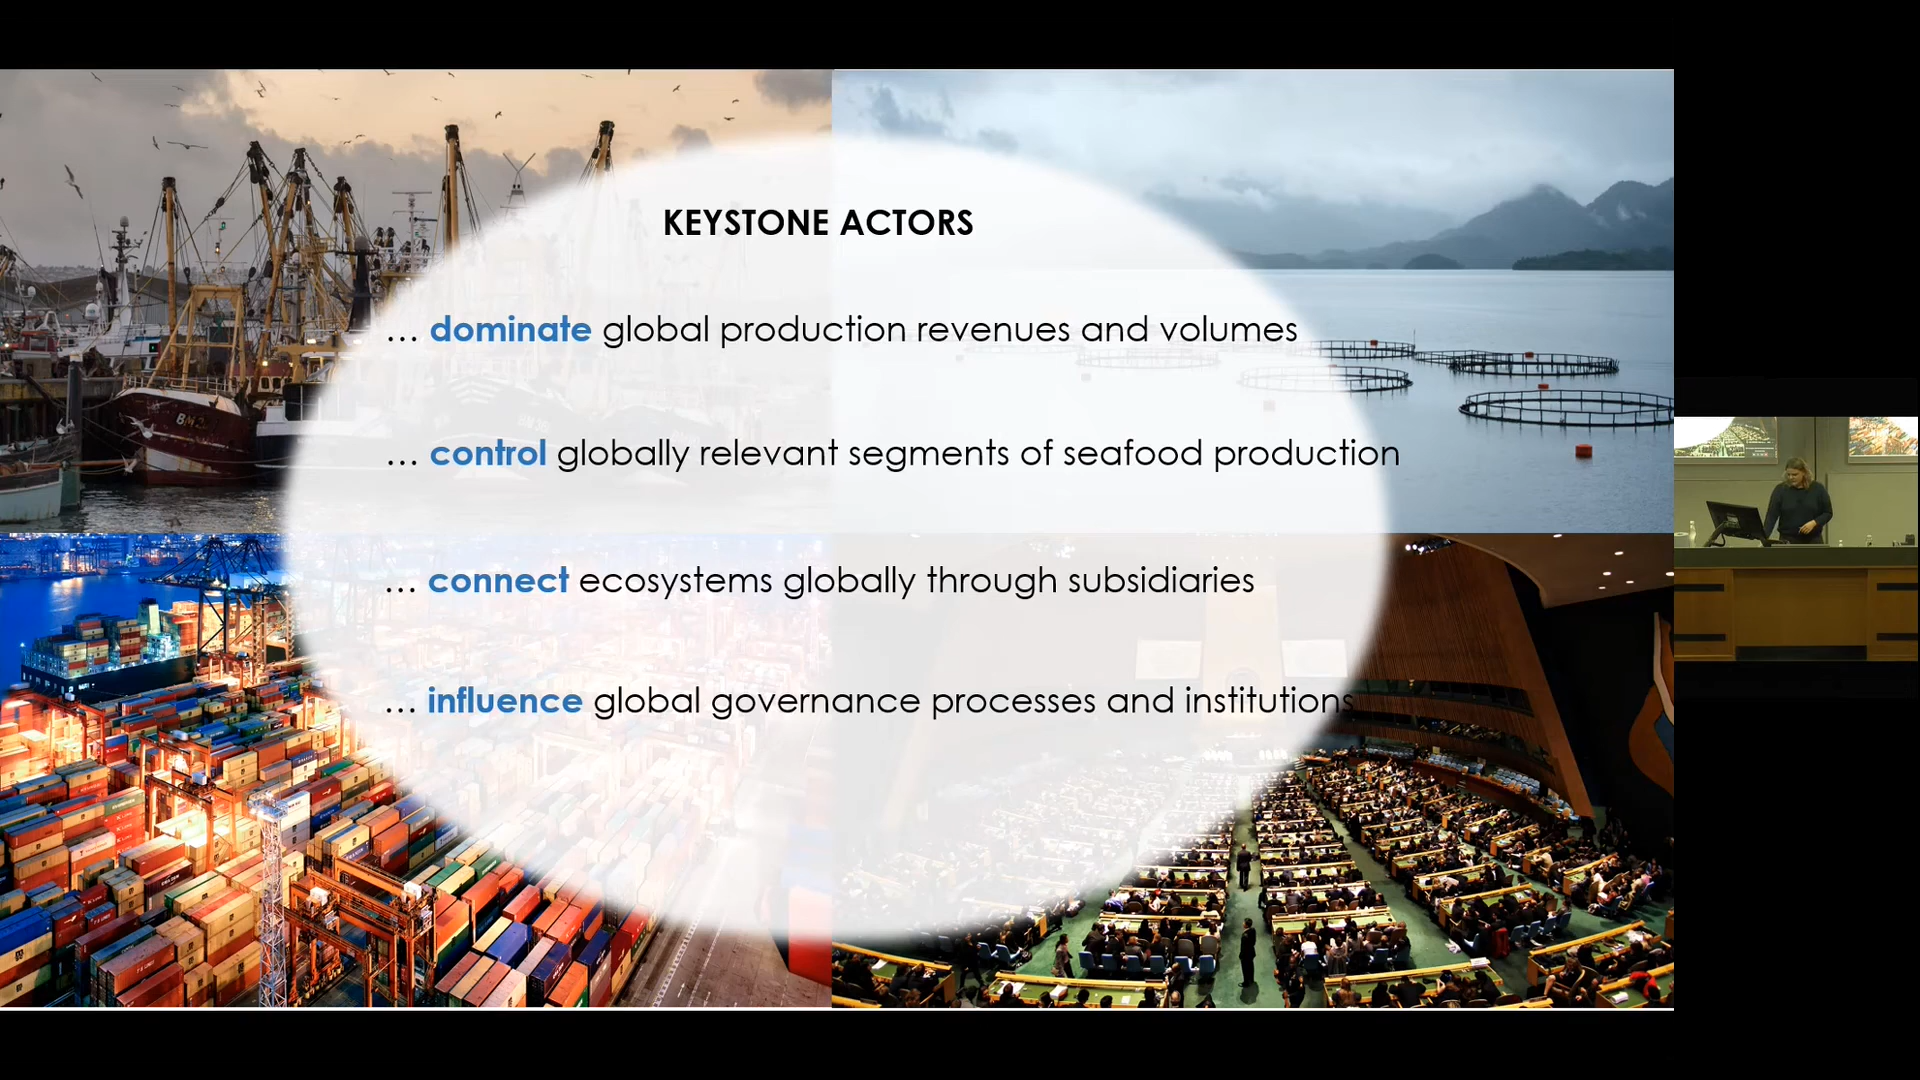 KEYSTONE ACTORS
… dominate global production revenues and volumes
… control globally relevant segments of seafood production
… connect ecosystems globally through subsidiaries
… influence global governance processes and institutions